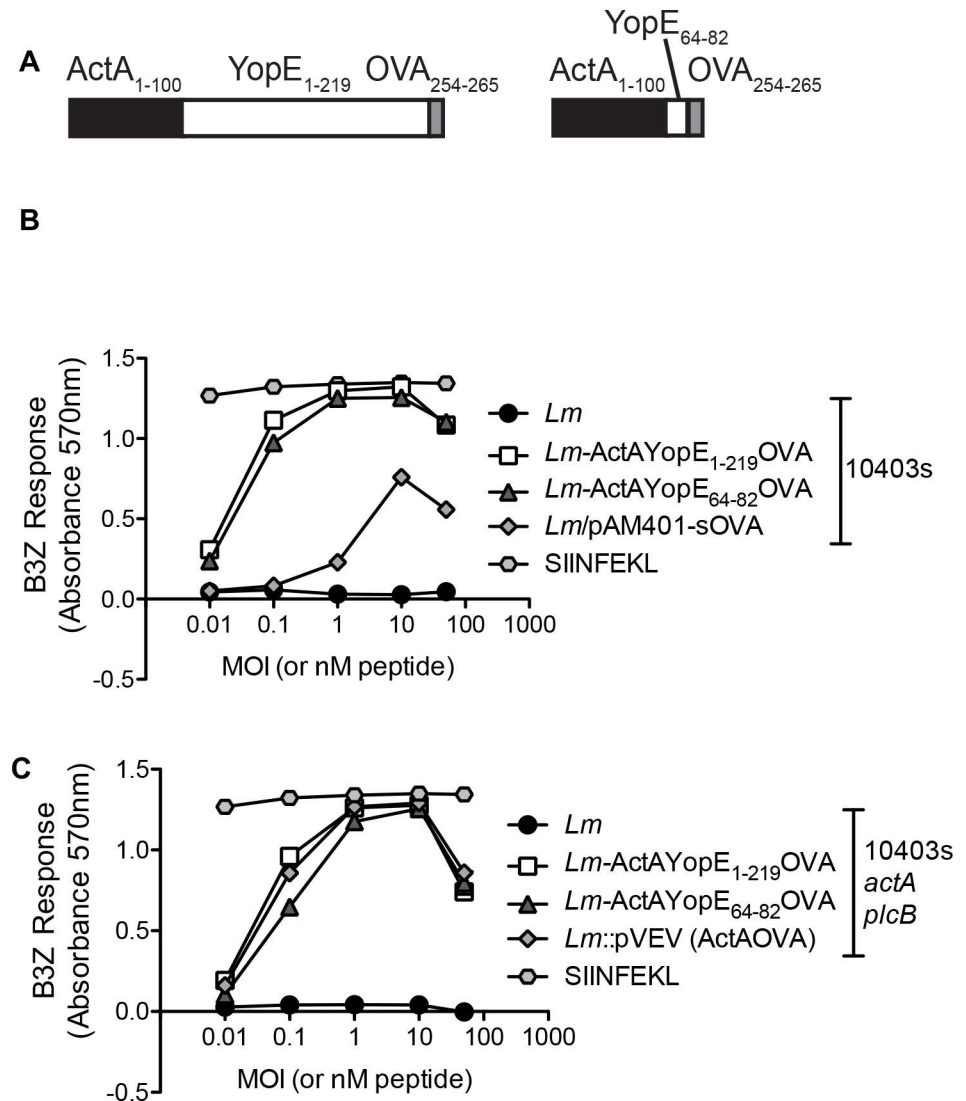 A
ActA1-100 YopE1-219 OVA254-265
YopE64-82
ActA1-100 OVA254-265
B
B3Z Response
(Absorbance 570nm)
1.5
1.0
0.5
0.0
-0.5
0.01 0.1 1 10 100 1000
MOI (or nM peptide)
Lm
Lm-ActAYopE1-219OVA
Lm-ActAYopE64-82OVA
Lm/pAM401-sOVA
SIINFEKL
10403s
C
B3Z Response
(Absorbance 570nm)
1.5
1.0
0.5
0.0
-0.5
0.01 0.1 1 10 100 1000
MOI (or nM peptide)
Lm
Lm-ActAYopE1-219OVA
Lm-ActAYopE64-82OVA
Lm::pVEV (ActAOVA)
SIINFEKL
10403s
actA
plcB